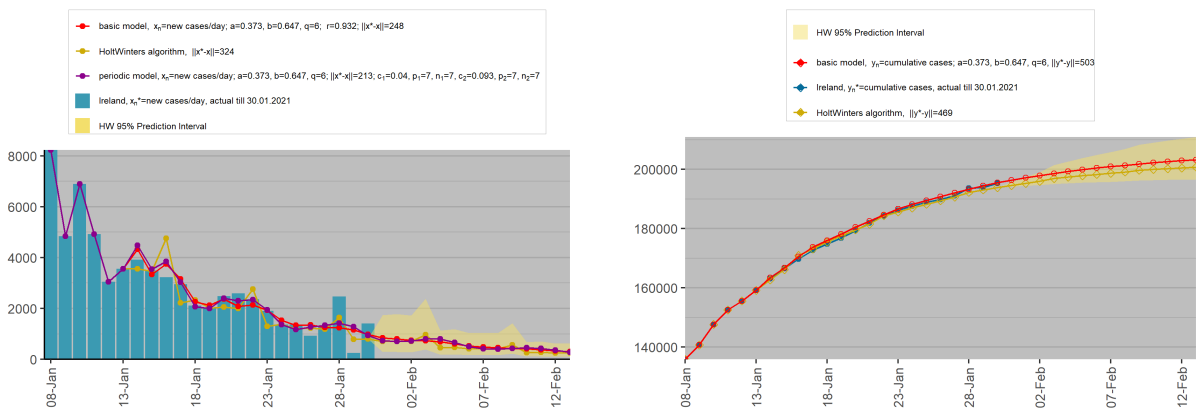 basic model, xₙ=new cases/day; a=0.373, b=0.647, q=6; r=0.932; ||x*-x||=248
HoltWinters algorithm, ||x*-x||=324
periodic model, xₙ=new cases/day; a=0.373, b=0.647, q=6; ||x*-x||=213; c₁=0.04, p₁=7, n₁=7, c₂=0.093, p₂=7, n₂=7
Ireland, xₙ*=new cases/day, actual till 30.01.2021
HW 95% Prediction Interval
8000
6000
4000
2000
0
08-Jan
13-Jan
18-Jan
23-Jan
28-Jan
02-Feb
07-Feb
12-Feb
HW 95% Prediction Interval
basic model, yₙ=cumulative cases; a=0.373, b=0.647, q=6, ||y*-y||=503
Ireland, yₙ*=cumulative cases, actual till 30.01.2021
HoltWinters algorithm, ||y*-y||=469
200000
180000
160000
140000
08-Jan
13-Jan
18-Jan
23-Jan
28-Jan
02-Feb
07-Feb
12-Feb